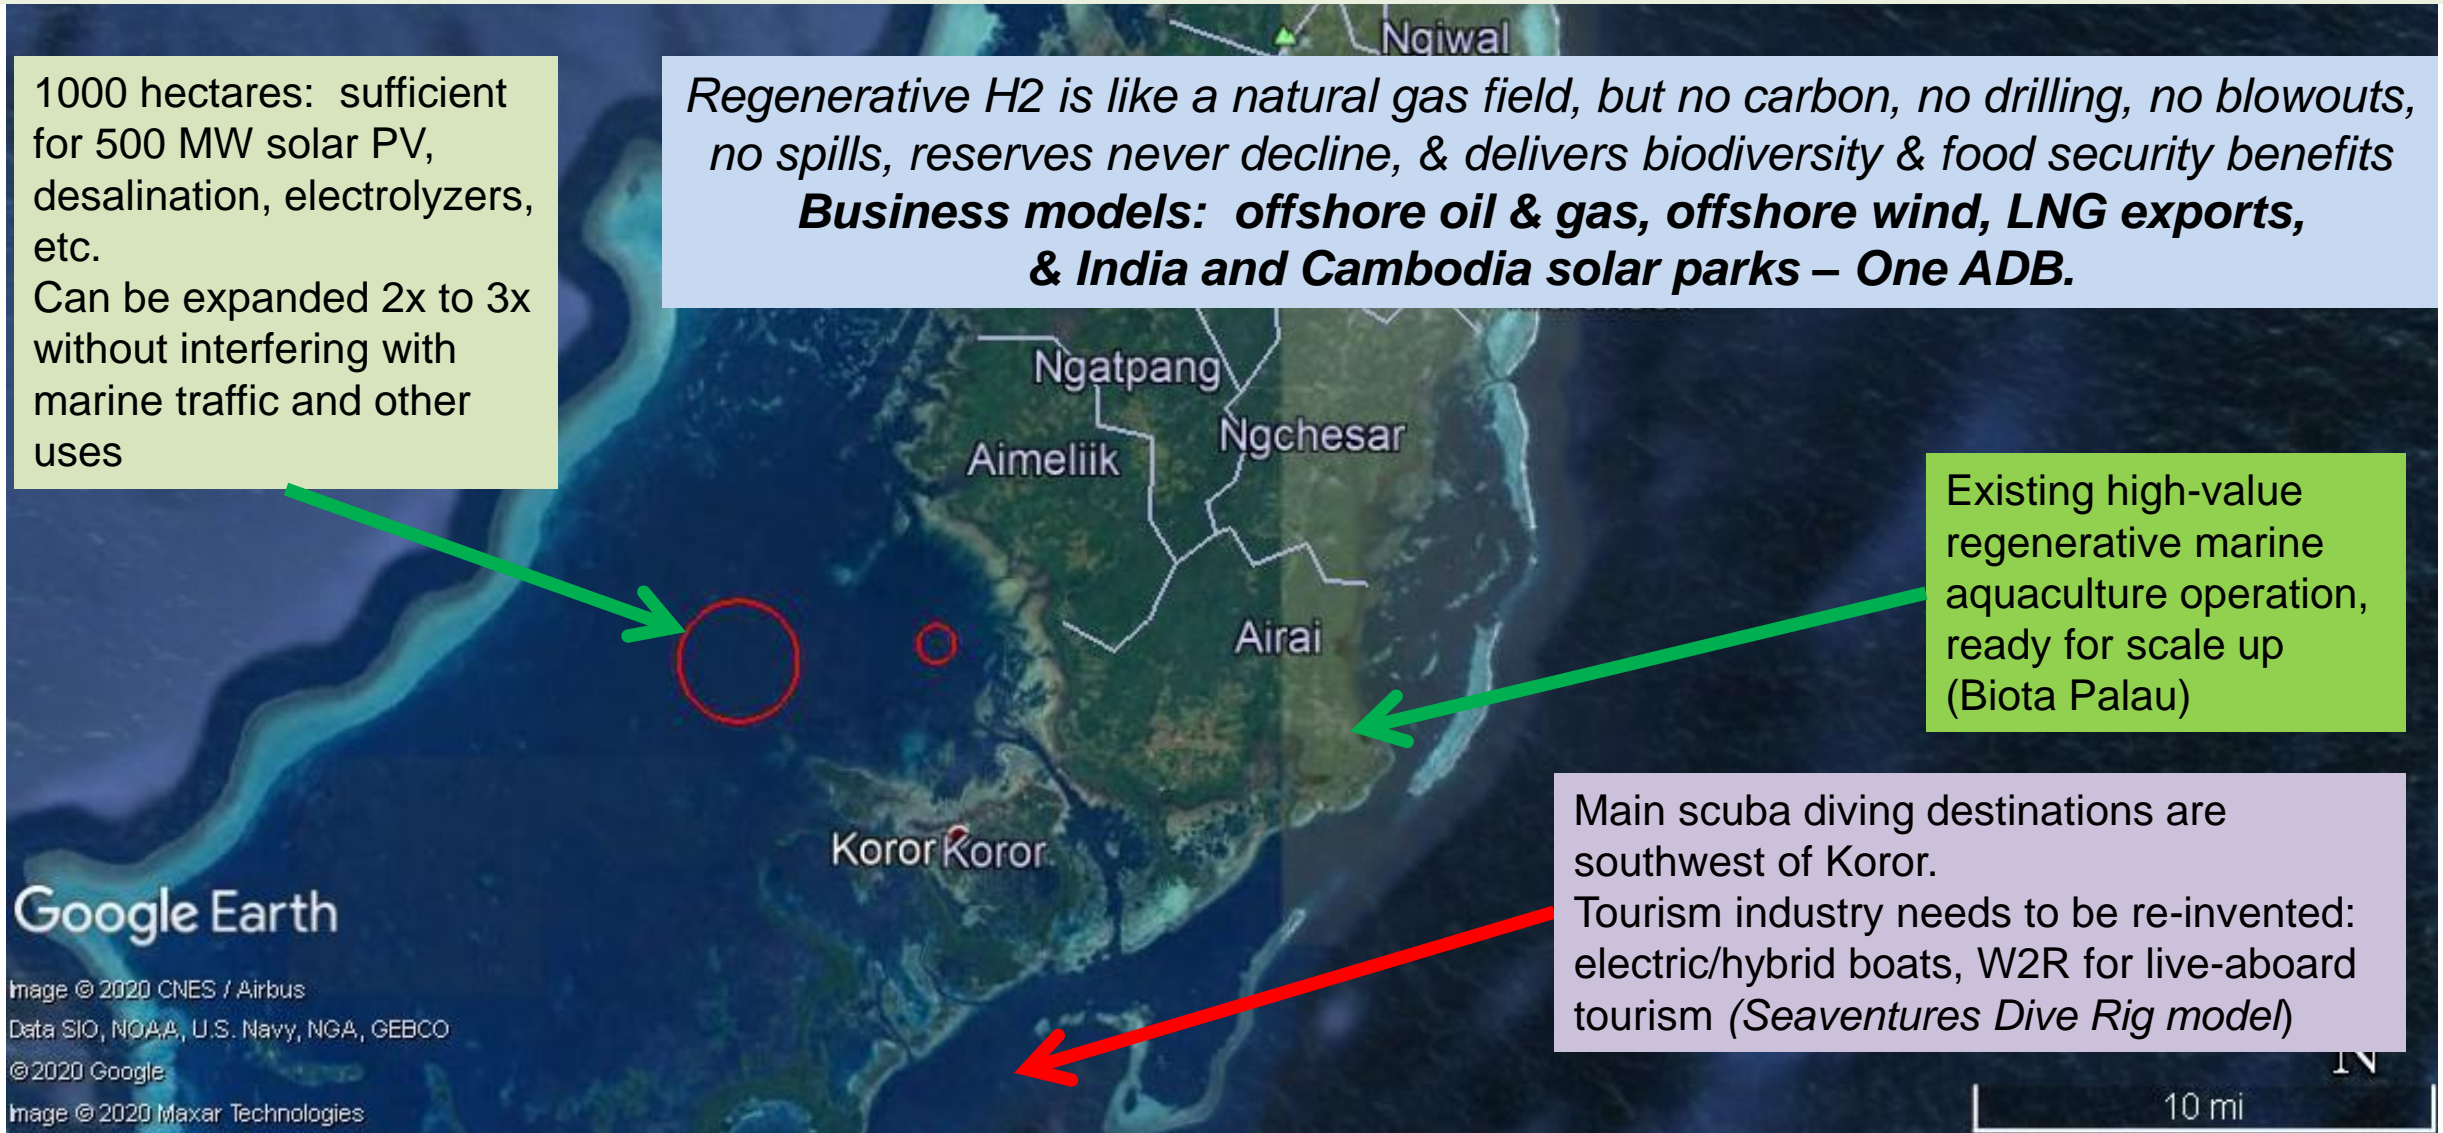 Ngiwal
1000 hectares:  sufficient
for 500 MW solar PV,
desalination, electrolyzers,
etc.
Can be expanded 2x to 3x
without interfering with
marine traffic and other
uses
Regenerative H2 is like a natural gas field, but no carbon, no drilling, no blowouts,
no spills, reserves never decline, & delivers biodiversity & food security benefits
Business models:  offshore oil & gas, offshore wind, LNG exports,
& India and Cambodia solar parks – One ADB.
Ngatpang
Ngchesar
Aimeliik
Airai
Existing high-value
regenerative marine
aquaculture operation,
ready for scale up
(Biota Palau)
Koror Koror
Main scuba diving destinations are
southwest of Koror.
Tourism industry needs to be re-invented:
electric/hybrid boats, W2R for live-aboard
tourism (Seaventures Dive Rig model)
Google Earth
Image © 2020 CNES / Airbus
Data SIO, NOAA, U.S. Navy, NGA, GEBCO
© 2020 Google
Image © 2020 Maxar Technologies
N
10 mi